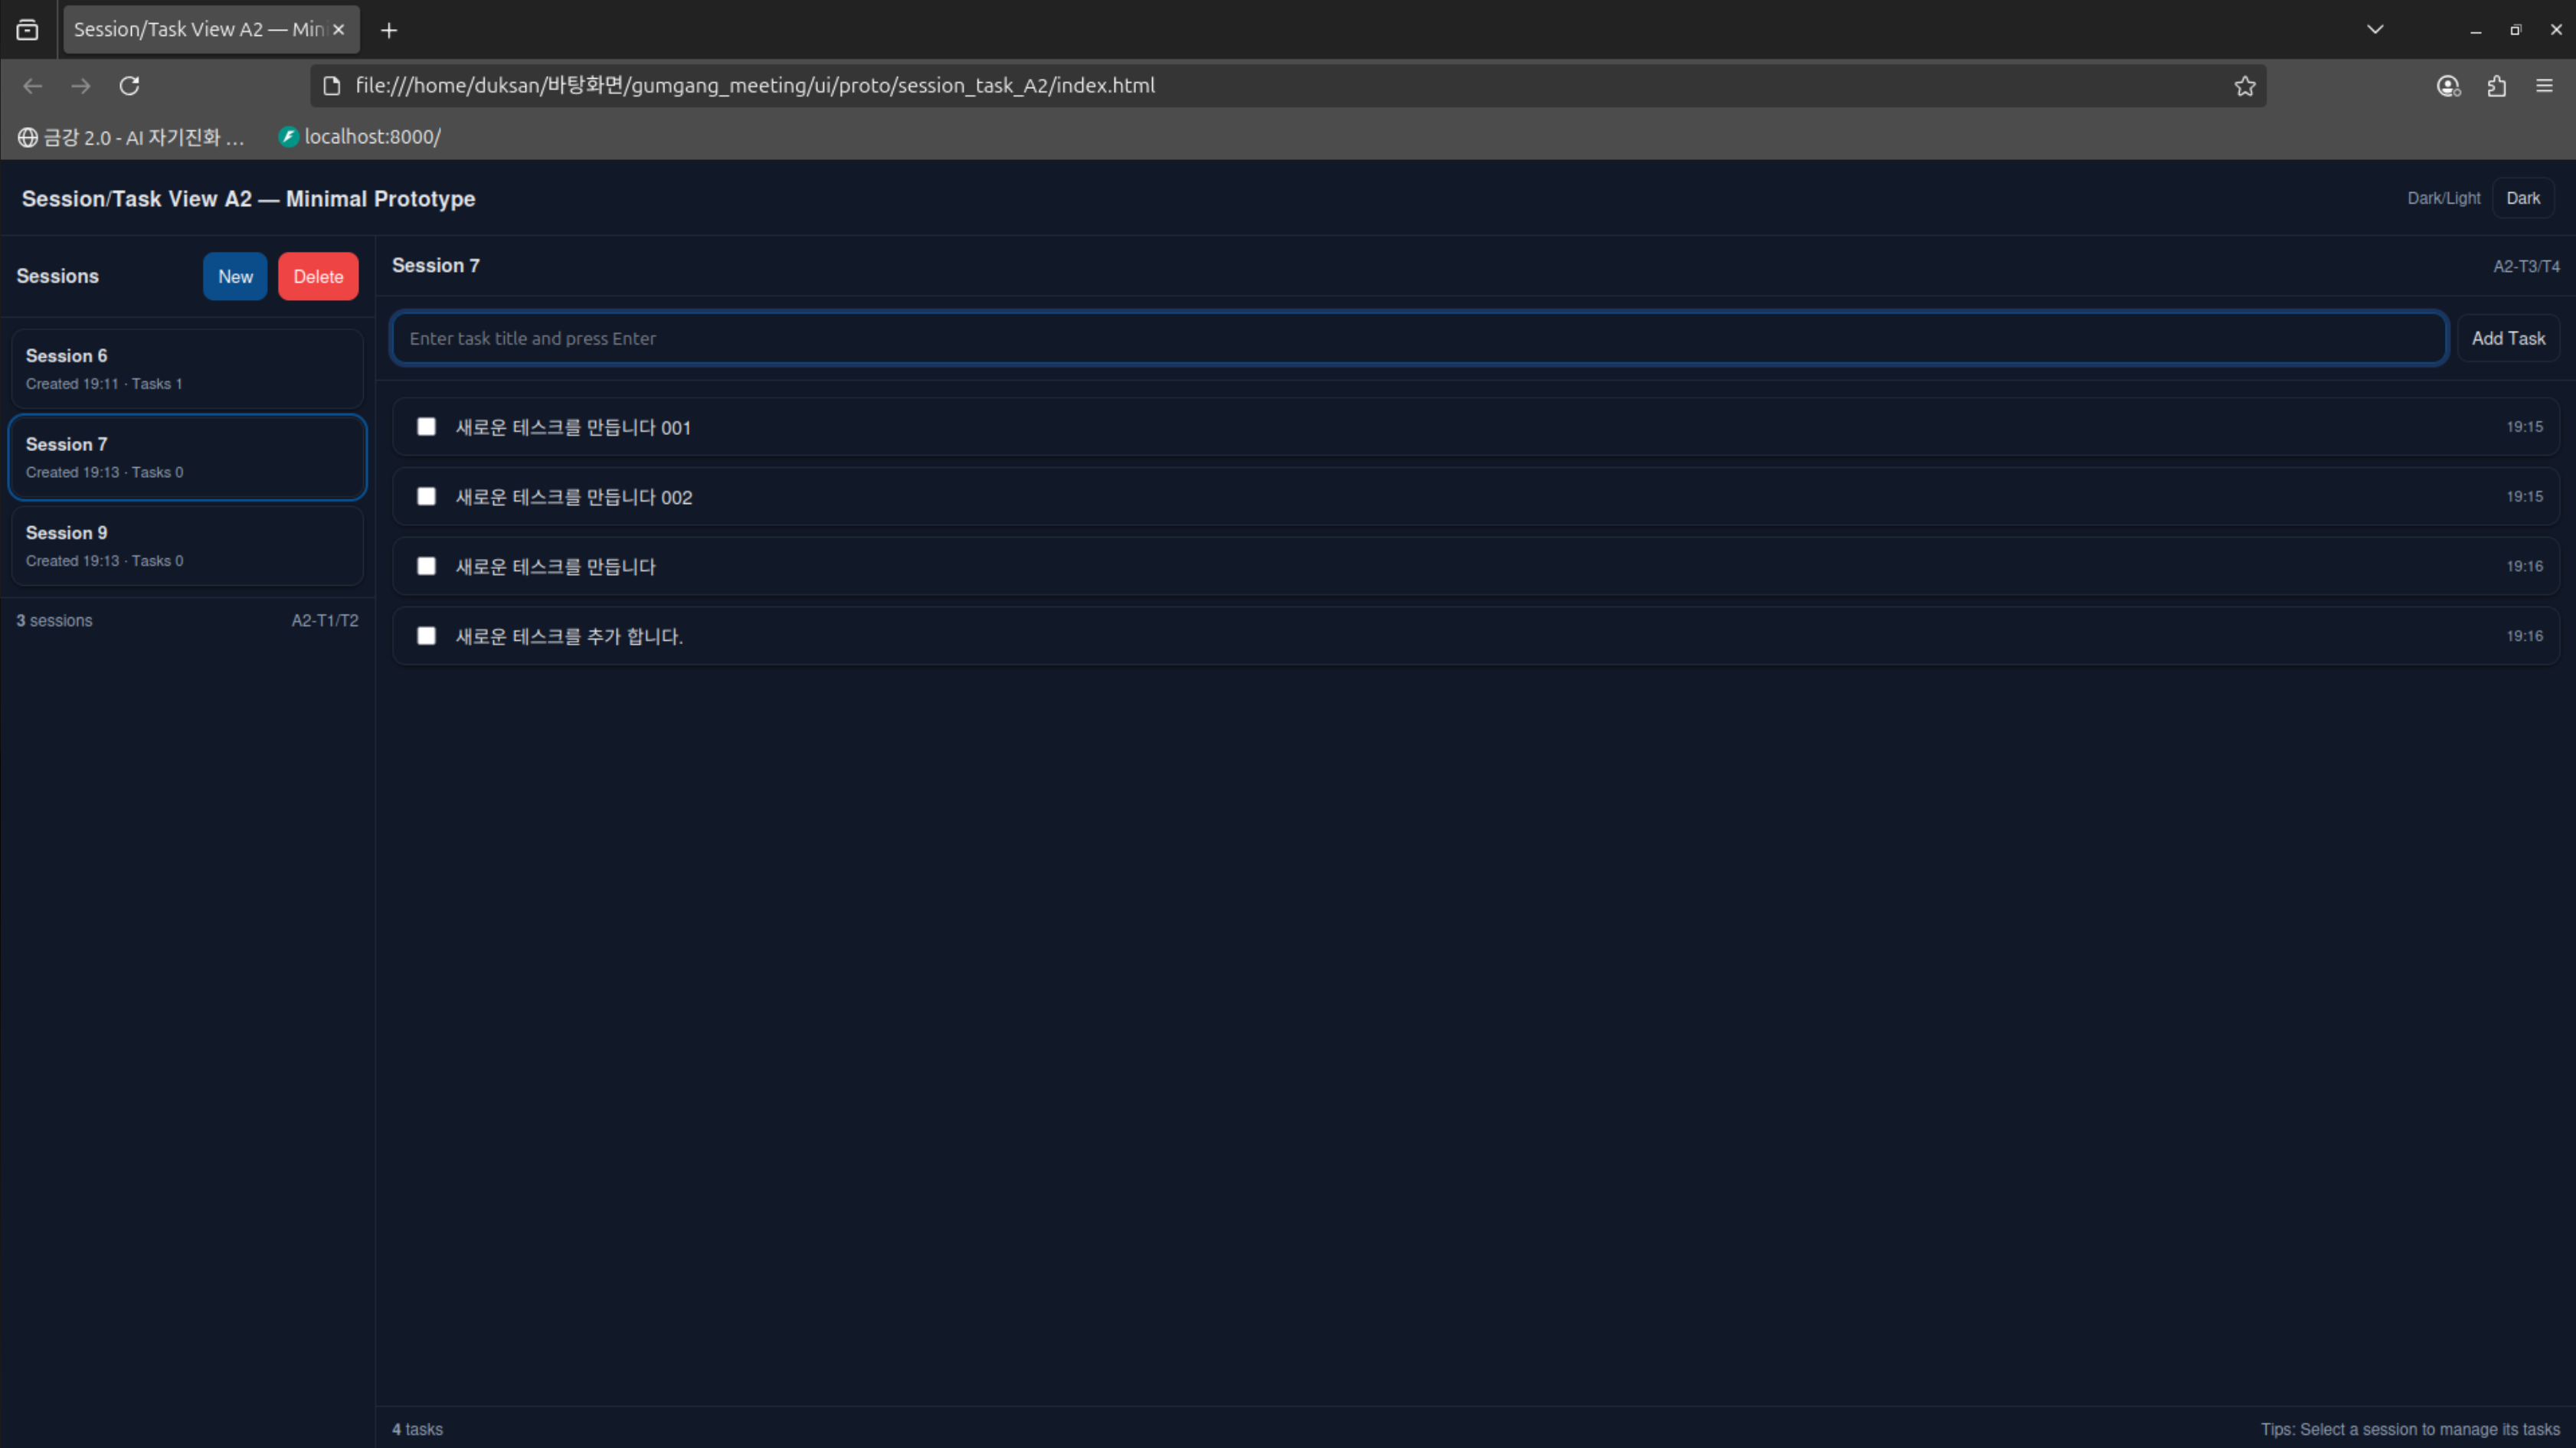 Session/Task View A2 — Min
file:///home/duksan/바탕화면/gumgang_meeting/ui/proto/session_task_A2/index.html
금강 2.0 - AI 자기진화 ...
localhost:8000/
Session/Task View A2 — Minimal Prototype
Dark/Light
Dark
Sessions
New
Delete
Session 6
Created 19:11 · Tasks 1
Session 7
Created 19:13 · Tasks 0
Session 9
Created 19:13 · Tasks 0
3 sessions
A2-T1/T2
Session 7
A2-T3/T4
Enter task title and press Enter
Add Task
새로운 테스크를 만듭니다 001
19:15
새로운 테스크를 만듭니다 002
19:15
새로운 테스크를 만듭니다
19:16
새로운 테스크를 추가 합니다.
19:16
4 tasks
Tips: Select a session to manage its tasks